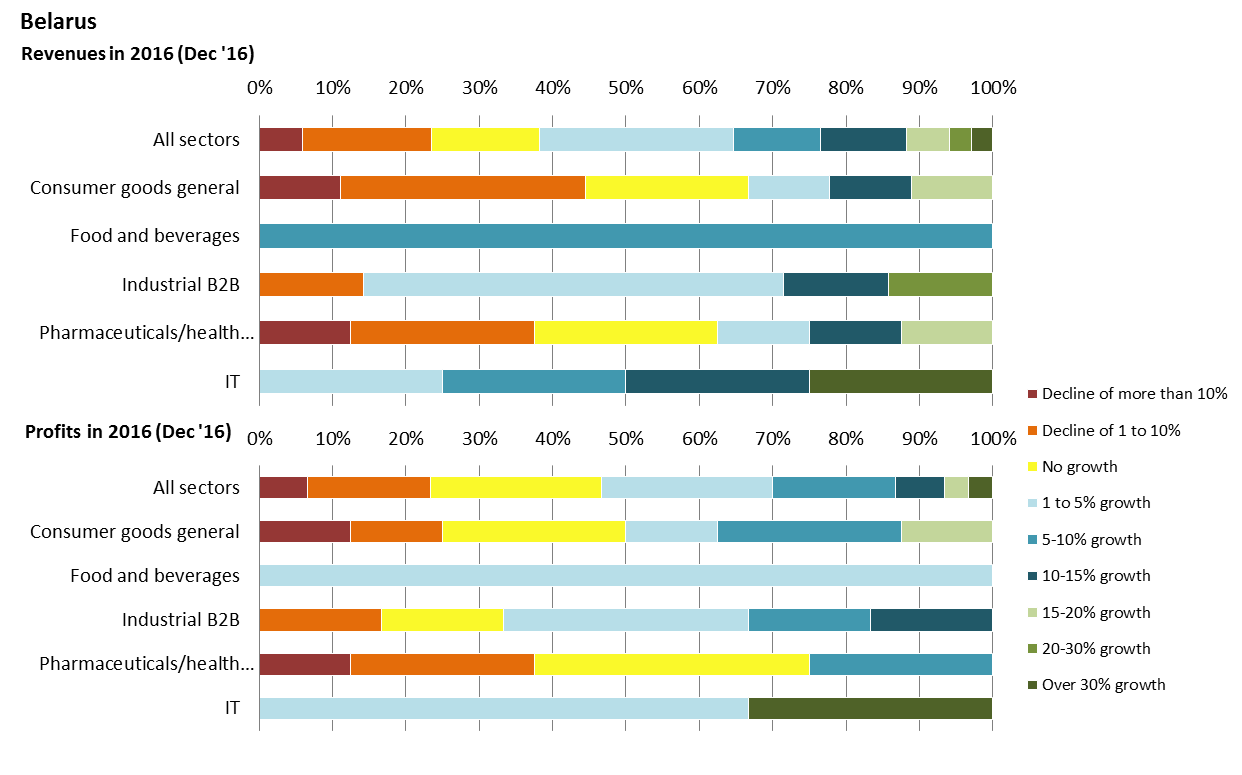 Belarus
Revenues in 2016 (Dec '16)
0% 10% 20% 30% 40% 50% 60% 70% 80% 90% 100%
All sectors
Consumer goods general
Food and beverages
Industrial B2B
Pharmaceuticals/health...
IT
Profits in 2016 (Dec '16)
0% 10% 20% 30% 40% 50% 60% 70% 80% 90% 100%
All sectors
Consumer goods general
Food and beverages
Industrial B2B
Pharmaceuticals/health...
IT
Decline of more than 10%
Decline of 1 to 10%
No growth
1 to 5% growth
5-10% growth
10-15% growth
15-20% growth
20-30% growth
Over 30% growth